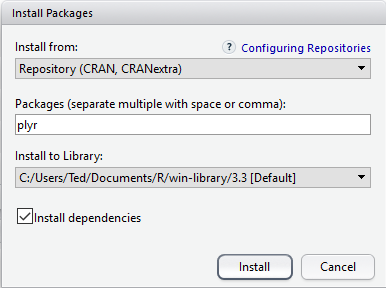 Install Packages
Install from:
? Configuring Repositories
Repository (CRAN, CRANextra)
Packages (separate multiple with space or comma):
plyr
Install to Library:
C:/Users/Ted/Documents/R/win-library/3.3 [Default]
Install dependencies
Install
Cancel